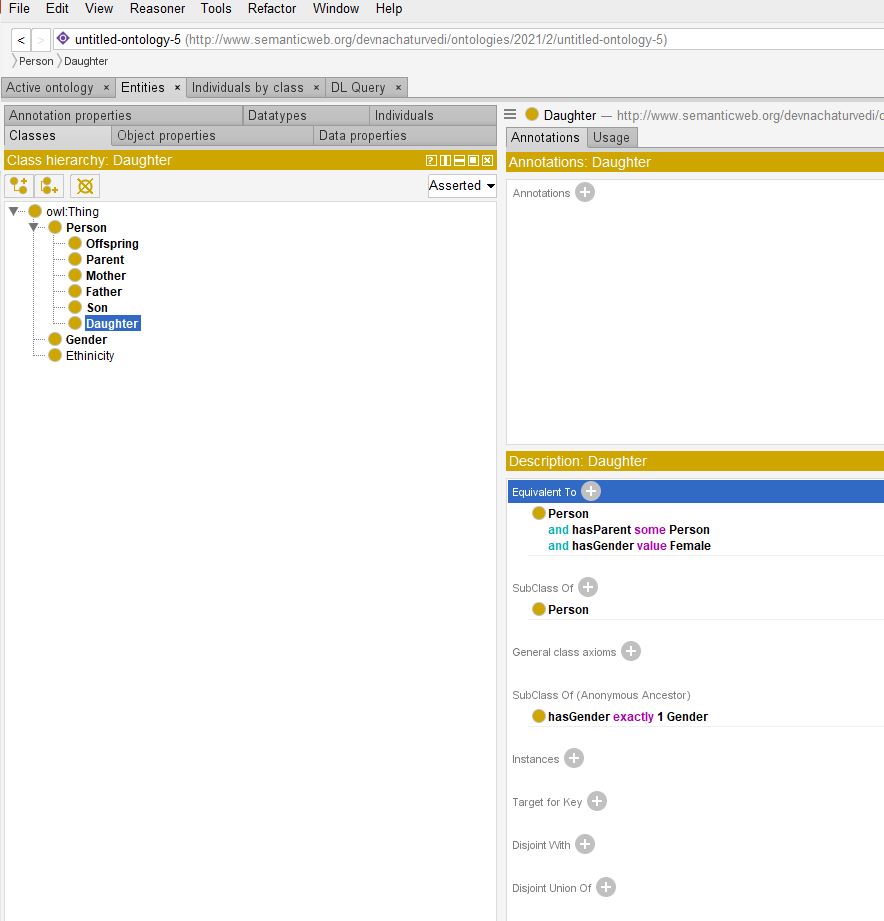 File Edit View Reasoner Tools Refactor Window Help
< > untitled-ontology-5 (http://www.semanticweb.org/devnachaturvedi/ontologies/2021/2/untitled-ontology-5)
Person Daughter
Active ontology × Entities × Individuals by class × DL Query ×
Annotation properties Datatypes Individuals
Classes Object properties Data properties
Class hierarchy: Daughter
Asserted
owl:Thing
Person
Offspring
Parent
Mother
Father
Son
Daughter
Gender
Ethinicity
Daughter — http://www.semanticweb.org/devnachaturvedi/o
Annotations Usage
Annotations: Daughter
Annotations
Description: Daughter
Equivalent To
Person
and hasParent some Person
and hasGender value Female
SubClass Of
Person
General class axioms
SubClass Of (Anonymous Ancestor)
hasGender exactly 1 Gender
Instances
Target for Key
Disjoint With
Disjoint Union Of